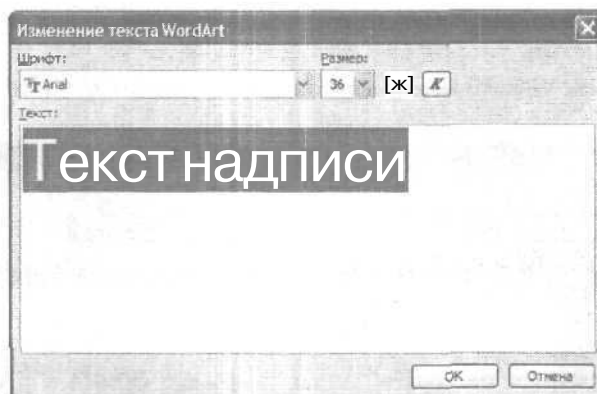 Изменение текста WordArt
Шрифт: Размер:
Arial 36 [ж] К
Текст:
Текст надписи
OK Отмена